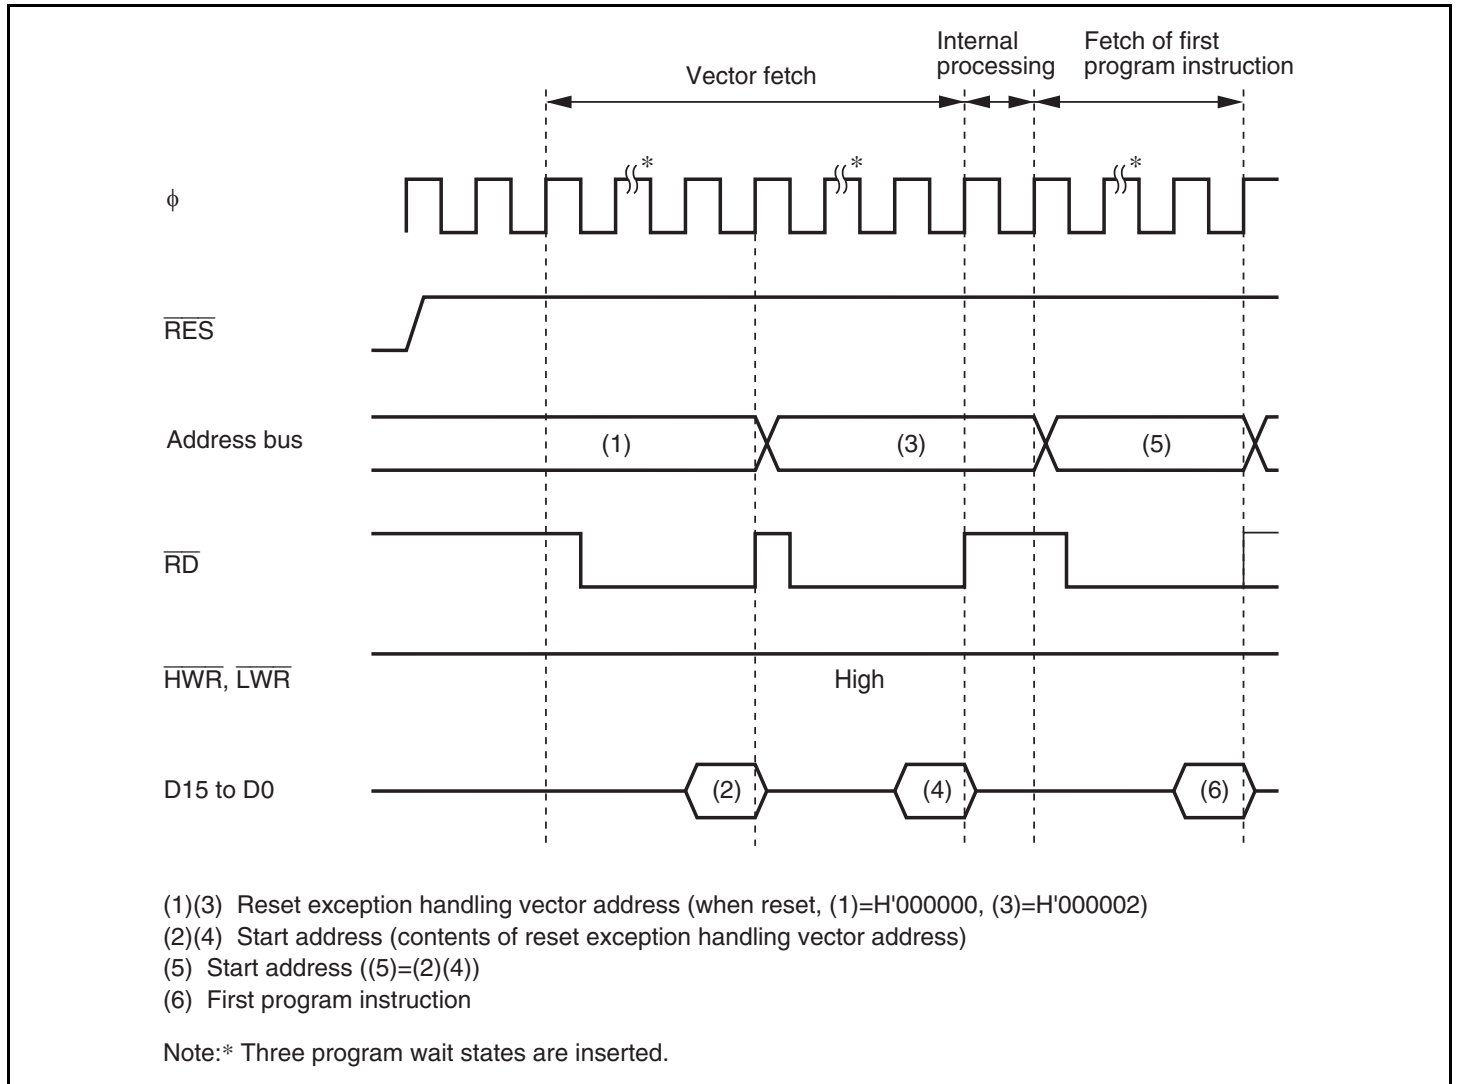 Internal
processing
Fetch of first
program instruction
Vector fetch
*
*
*
ϕ
RES
Address bus
(1)
(3)
(5)
RD
HWR, LWR
High
D15 to D0
(2)
(4)
(6)
(1)(3) Reset exception handling vector address (when reset, (1)=H'000000, (3)=H'000002)
(2)(4) Start address (contents of reset exception handling vector address)
(5) Start address ((5)=(2)(4))
(6) First program instruction
Note:* Three program wait states are inserted.